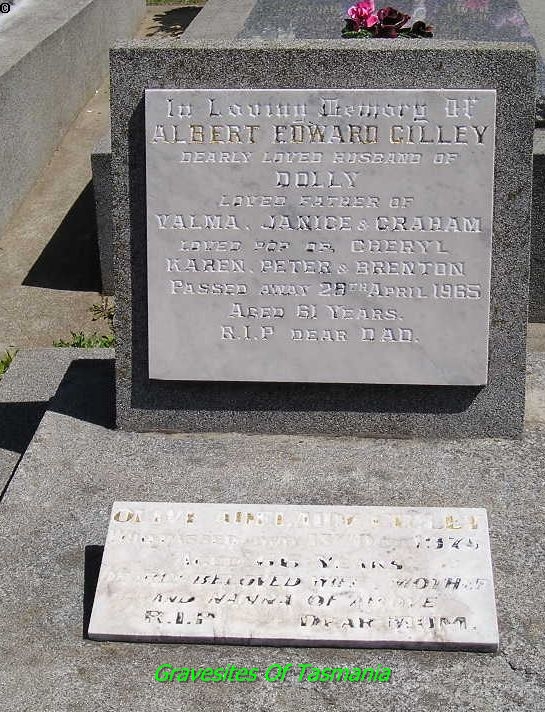 ©
In Loving Memory Of
ALBERT EDWARD GILLEY
DEARLY LOVED HUSBAND OF
DOLLY
LOVED FATHER OF
VALMA, JANICE & GRAHAM
LOVED POP OF, CHERYL
KAREN, PETER & BRENTON
PASSED AWAY 28TH APRIL 1965
AGED 61 YEARS.
R.I.P DEAR DAD.
OLIVE GILLEY
1975
AGED YEARS
BELOVED WIFE, MOTHER
AND NANNA OF ABOVE
R.I.P DEAR MUM.
Gravesites Of Tasmania